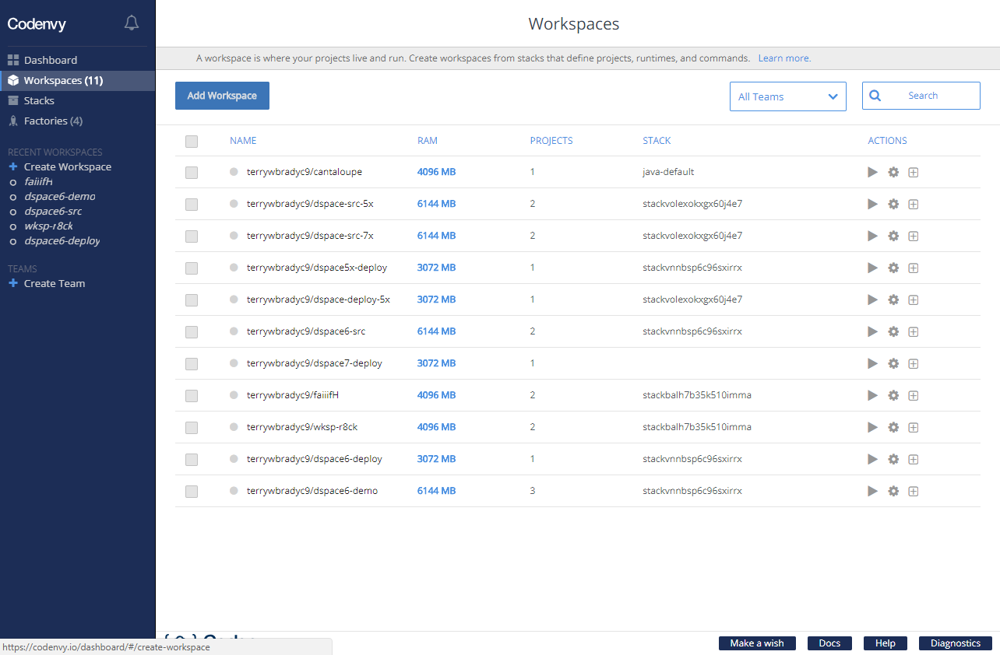 Codenvy
Dashboard
Workspaces (11)
Stacks
Factories (4)
RECENT WORKSPACES
Create Workspace
faiiifH
dspace6-demo
dspace6-src
wksp-r8ck
dspace6-deploy
TEAMS
Create Team
Workspaces
A workspace is where your projects live and run. Create workspaces from stacks that define projects, runtimes, and commands. Learn more.
Add Workspace All Teams Search
NAME RAM PROJECTS STACK ACTIONS
terrywbradyc9/cantaloupe 4096 MB 1 java-default
terrywbradyc9/dspace-src-5x 6144 MB 2 stackvolexokxgx60j4e7
terrywbradyc9/dspace-src-7x 6144 MB 2 stackvolexokxgx60j4e7
terrywbradyc9/dspace5x-deploy 3072 MB 1 stackvnnbsp6c96sxirrx
terrywbradyc9/dspace-deploy-5x 3072 MB 1 stackvolexokxgx60j4e7
terrywbradyc9/dspace6-src 6144 MB 2 stackvnnbsp6c96sxirrx
terrywbradyc9/dspace7-deploy 3072 MB 1
terrywbradyc9/faiiifH 4096 MB 2 stackbalh7b35k510imma
terrywbradyc9/wksp-r8ck 4096 MB 2 stackbalh7b35k510imma
terrywbradyc9/dspace6-deploy 3072 MB 1 stackvnnbsp6c96sxirrx
terrywbradyc9/dspace6-demo 6144 MB 3 stackvnnbsp6c96sxirrx
https://codenvy.io/dashboard/#/create-workspace
Make a wish Docs Help Diagnostics